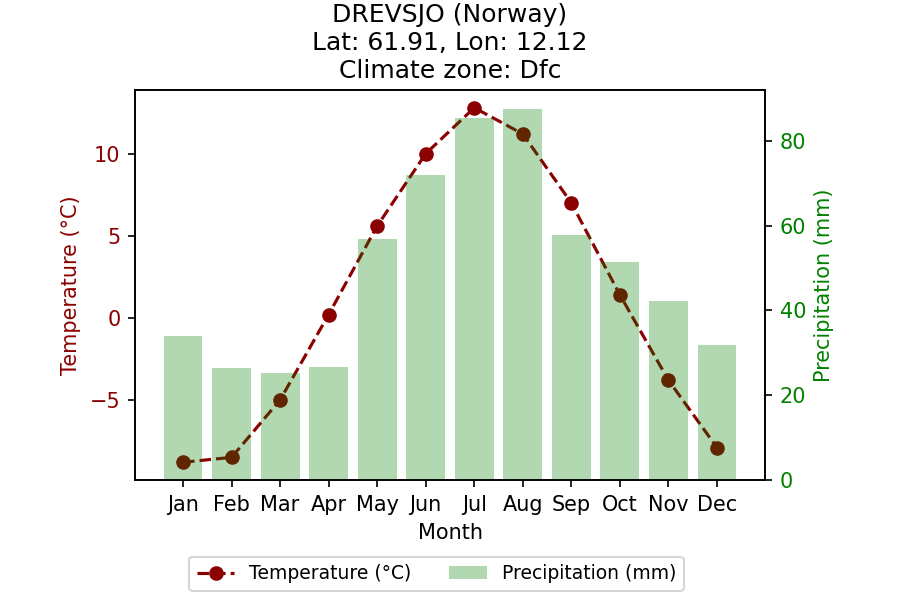 DREVSJO (Norway)
Lat: 61.91, Lon: 12.12
Climate zone: Dfc
Temperature (°C)
10
5
0
−5
Precipitation (mm)
80
60
40
20
0
Jan Feb Mar Apr May Jun Jul Aug Sep Oct Nov Dec
Month
Temperature (°C) Precipitation (mm)